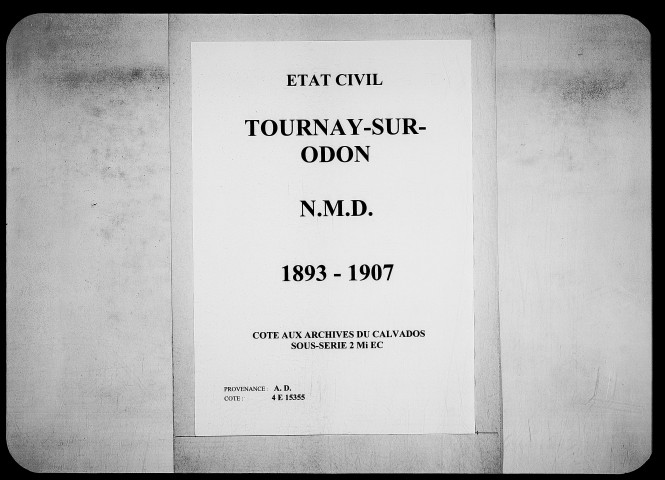 ETAT CIVIL
TOURNAY-SUR-
ODON
N.M.D.
1893 - 1907
COTE AUX ARCHIVES DU CALVADOS
SOUS-SERIE 2 Mi EC
PROVENANCE : A. D.
COTE : 4 E 15355